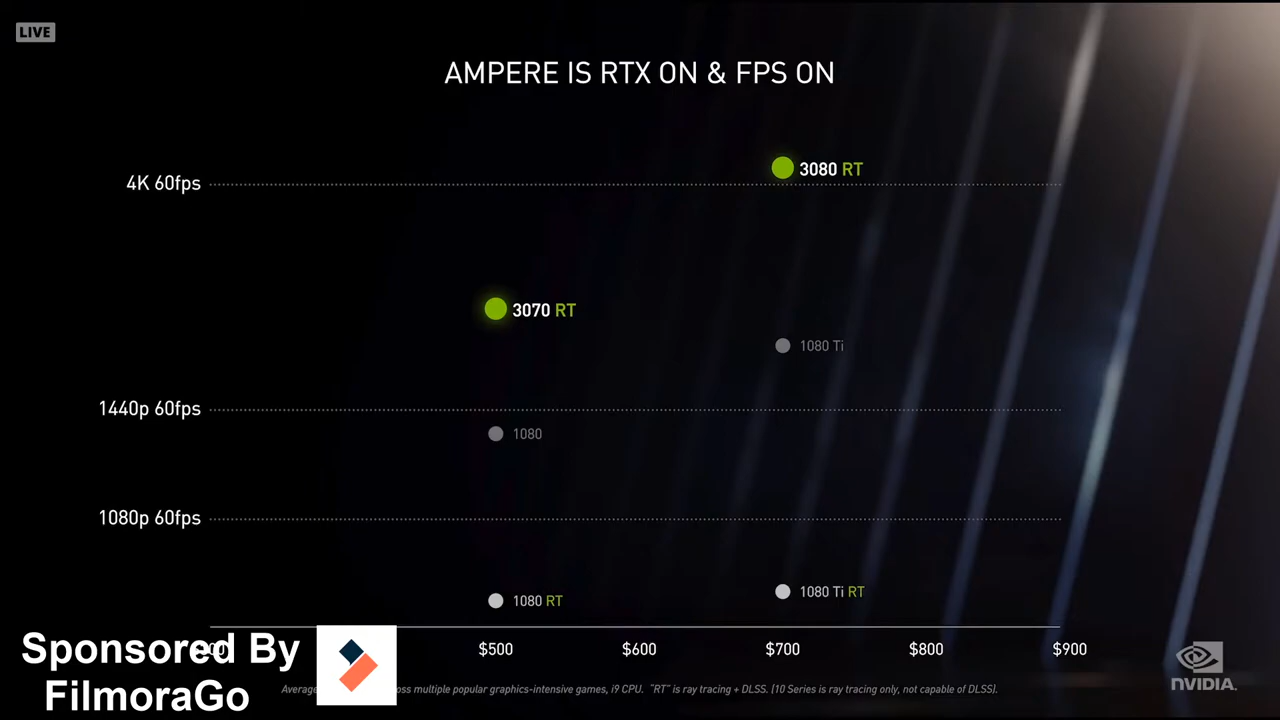 LIVE
AMPERE IS RTX ON & FPS ON
4K 60fps
3080 RT
3070 RT
1080 Ti
1440p 60fps
1080
1080p 60fps
1080 Ti RT
1080 RT
$500
$600
$700
$800
$900
Sponsored By
FilmoraGo
Average multiple popular graphics-intensive games, i9 CPU. "RT" is ray tracing + DLSS. [10 Series is ray tracing only, not capable of DLSS].
NVIDIA.